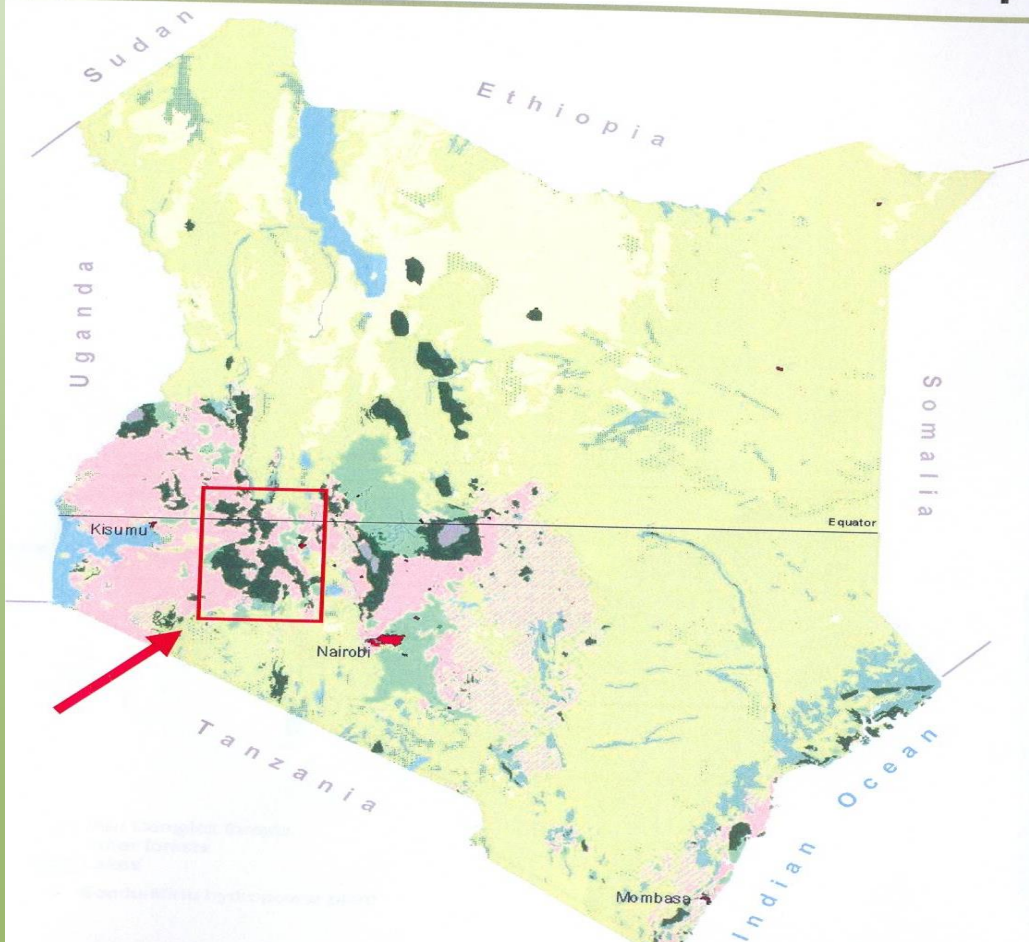 Sudan
Ethiopia
Uganda
Somalia
Equator
Kisumu
Nairobi
Tanzania
Indian Ocean
Mombasa